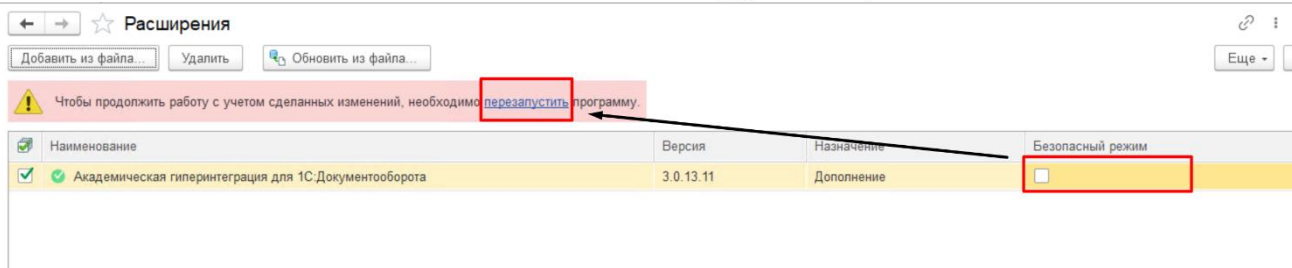 Расширения
Добавить из файла... Удалить Обновить из файла... Еще
Чтобы продолжить работу с учетом сделанных изменений, необходимо перезапустить программу.
Наименование Версия Назначение Безопасный режим
Академическая гиперинтеграция для 1С:Документооборота 3.0.13.11 Дополнение